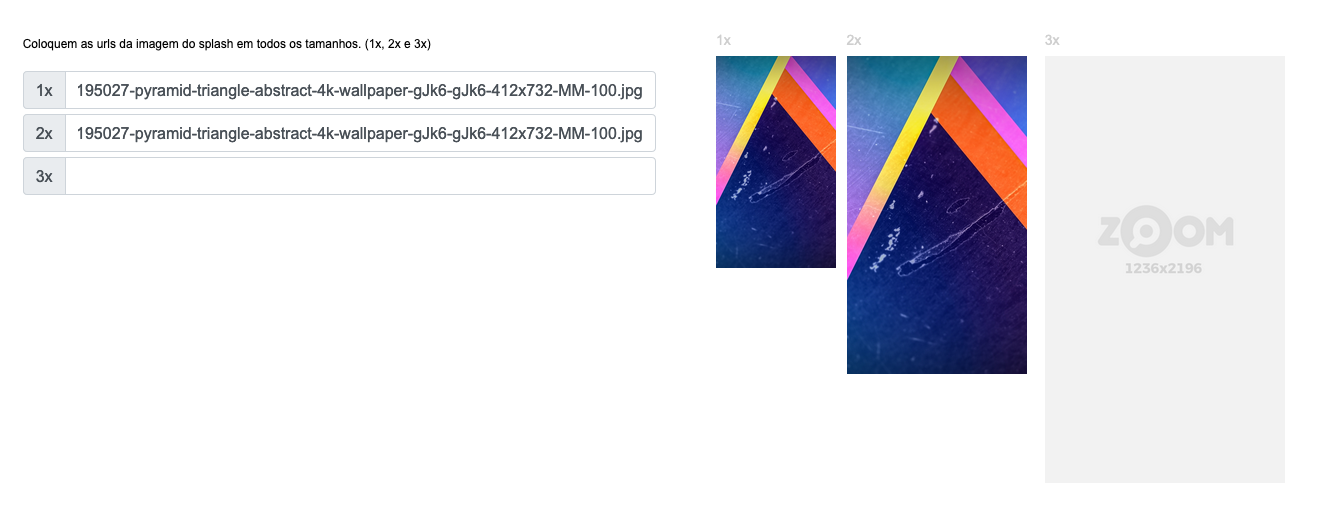 Coloquem as urls da imagem do splash em todos os tamanhos. (1x, 2x e 3x)
1x 195027-pyramid-triangle-abstract-4k-wallpaper-gJk6-gJk6-412x732-MM-100.jpg
2x 195027-pyramid-triangle-abstract-4k-wallpaper-gJk6-gJk6-412x732-MM-100.jpg
3x
1x 2x 3x
ZOOM
1236x2196